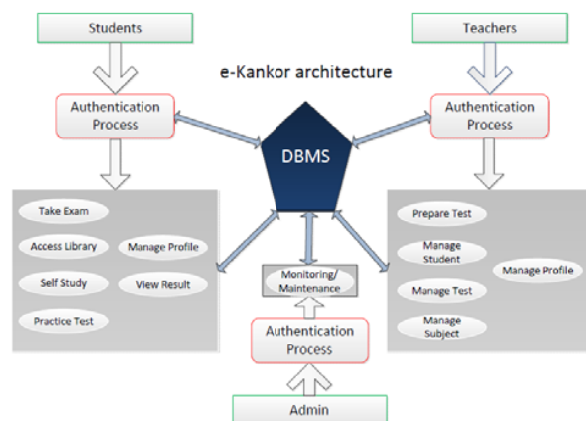 Students
Teachers
e-Kankor architecture
Authentication
Process
Authentication
Process
DBMS
Take Exam
Access Library
Manage Profile
Self Study
View Result
Practice Test
Prepare Test
Manage
Student
Manage Profile
Manage Test
Manage
Subject
Monitoring/
Maintenance
Authentication
Process
Admin